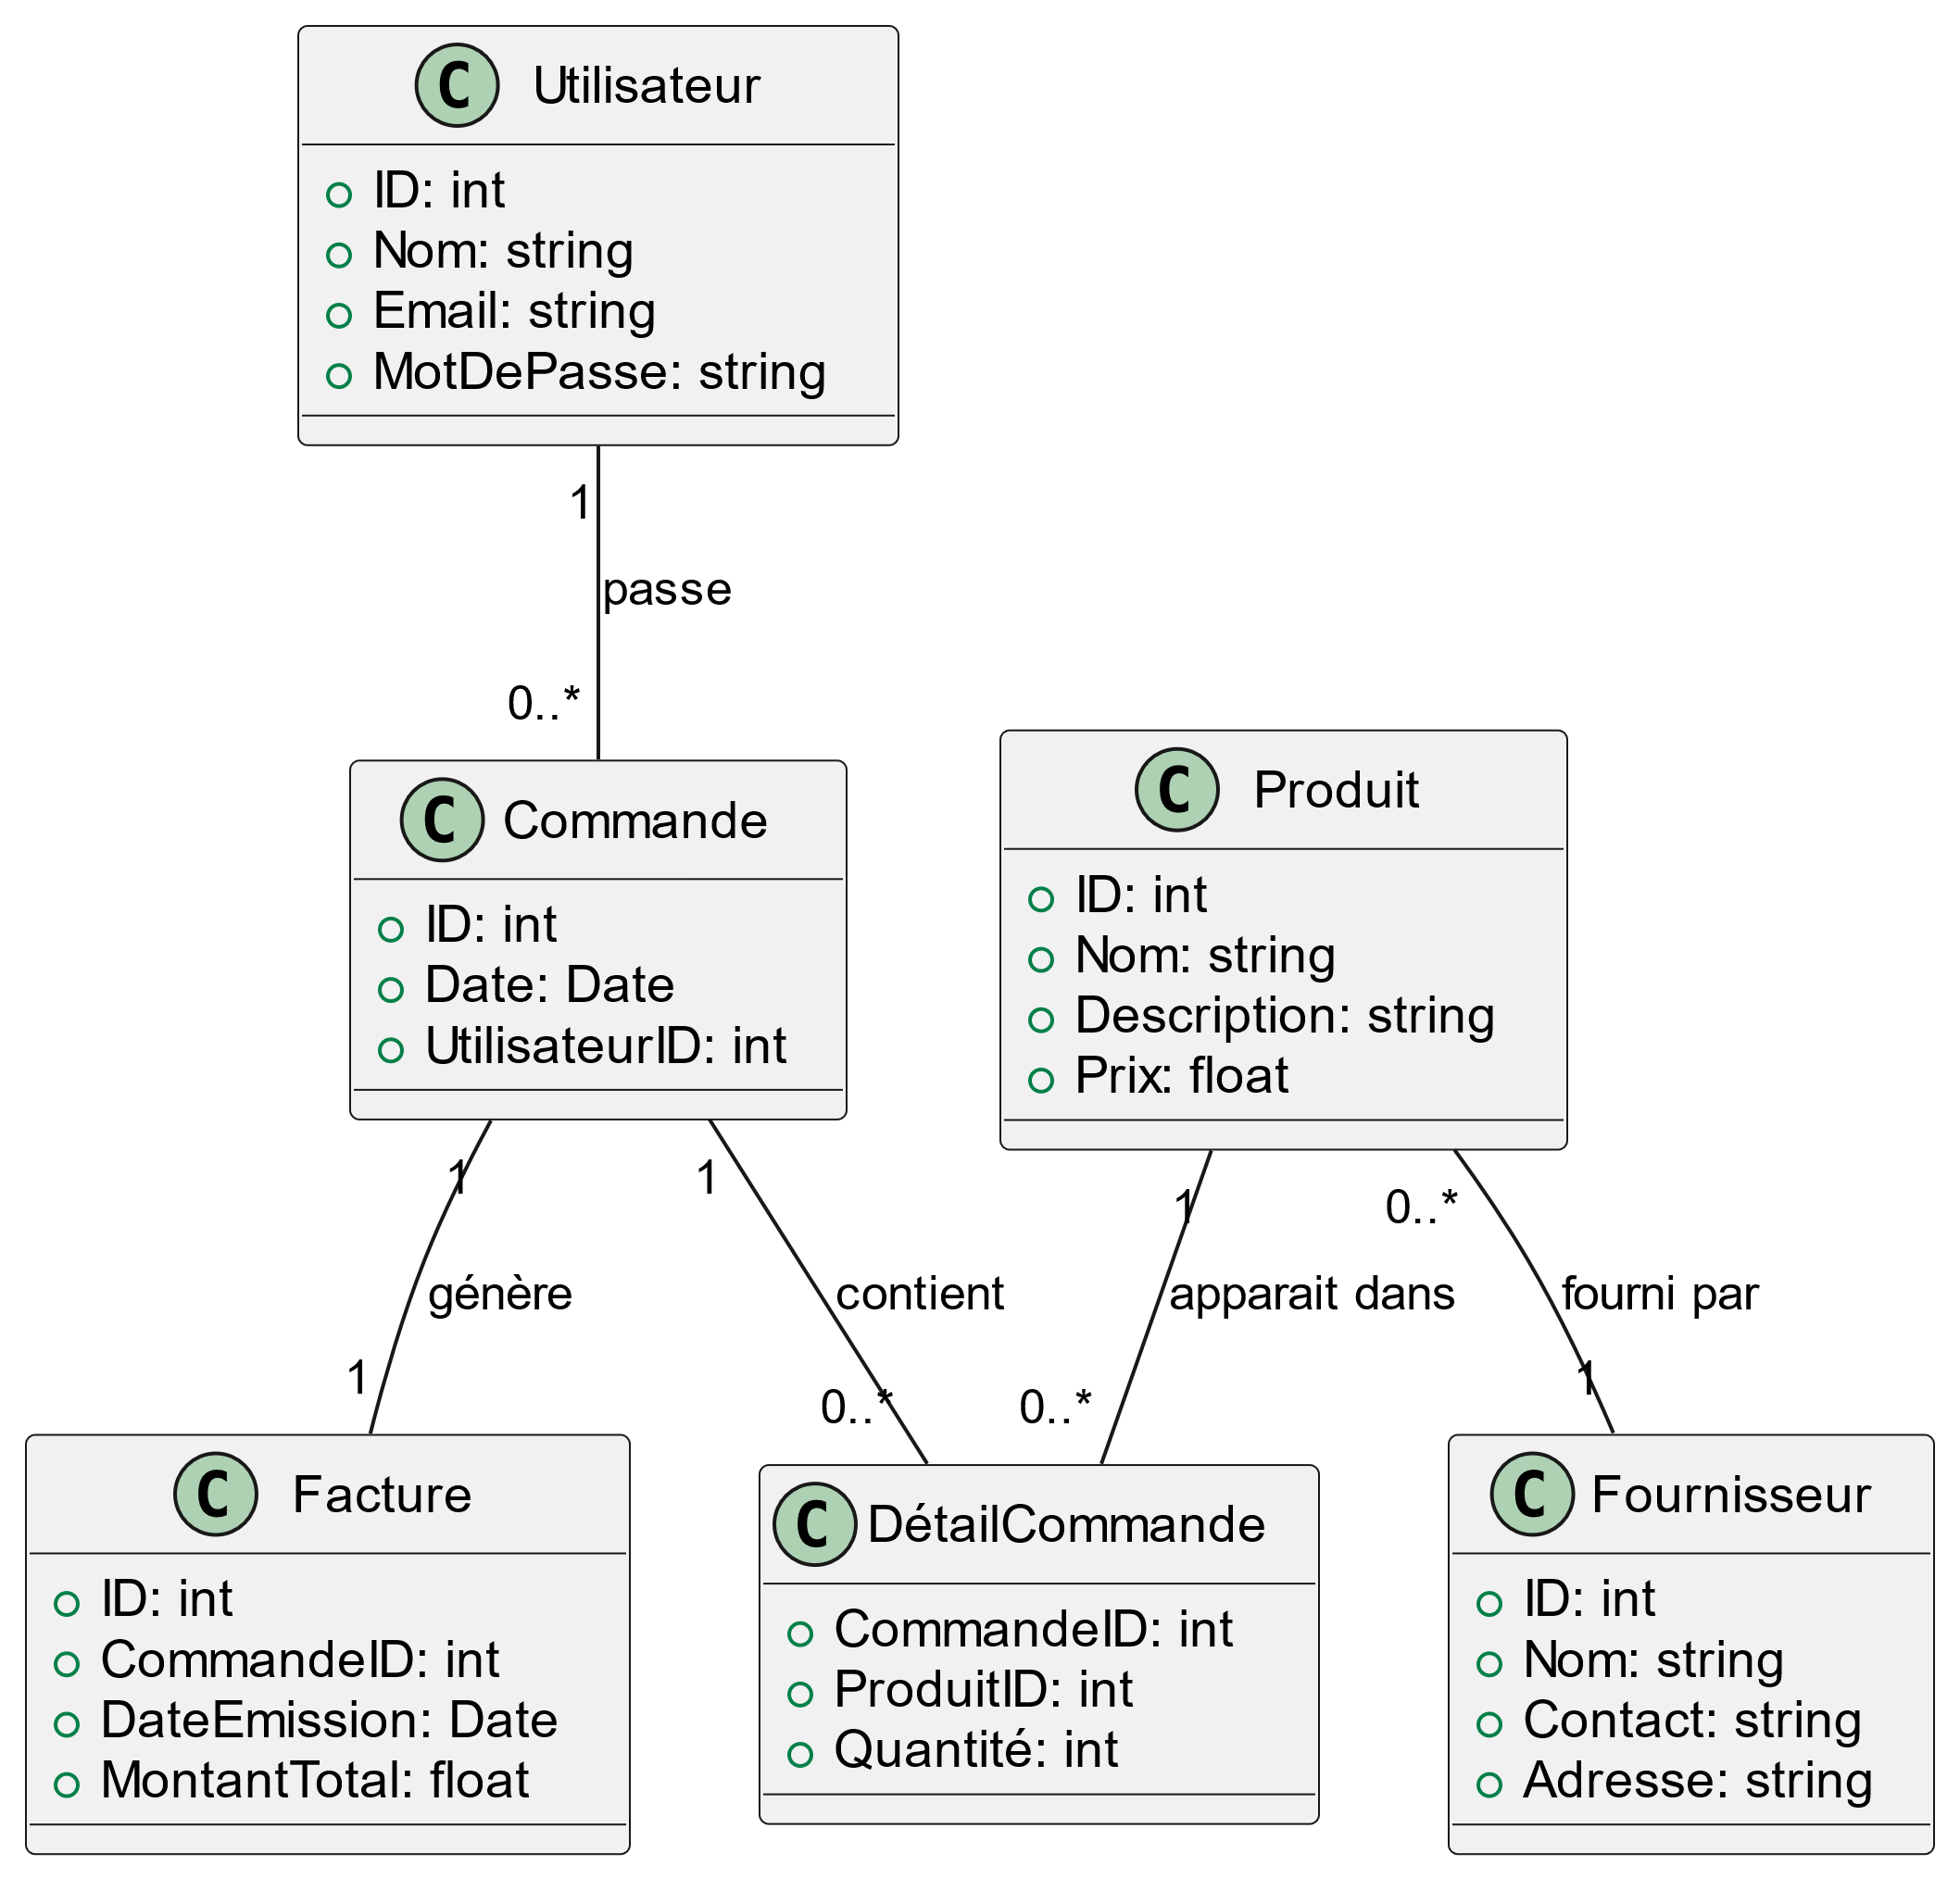 C Utilisateur
ID: int
Nom: string
Email: string
MotDePasse: string
1
passe
0..*
C Commande
ID: int
Date: Date
UtilisateurID: int
C Produit
ID: int
Nom: string
Description: string
Prix: float
1
1
1
0..*
génère
contient
apparait dans
fourni par
1
0..*
0..*
1
C Facture
ID: int
CommandeID: int
DateEmission: Date
MontantTotal: float
C DétailCommande
CommandeID: int
ProduitID: int
Quantité: int
C Fournisseur
ID: int
Nom: string
Contact: string
Adresse: string